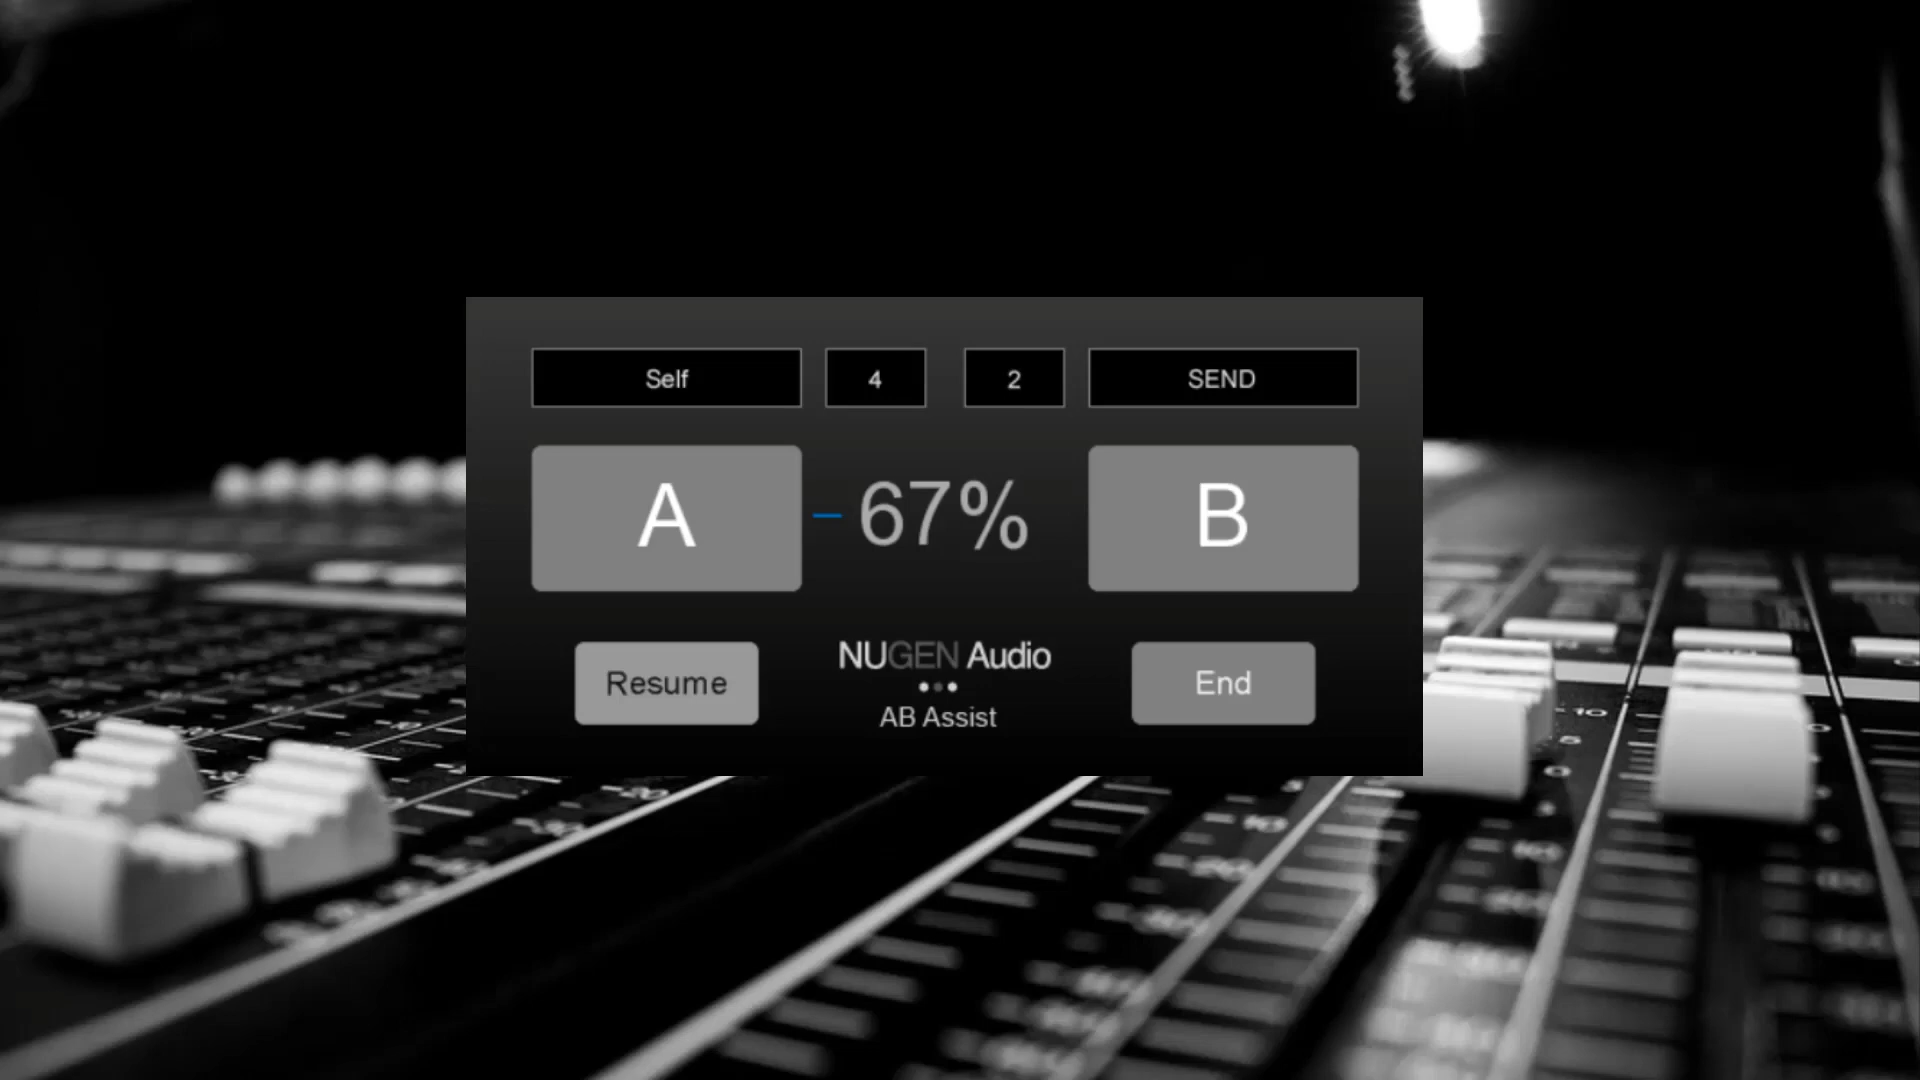 Self
4
2
SEND
A
– 67%
B
Resume
NUGEN Audio
AB Assist
End